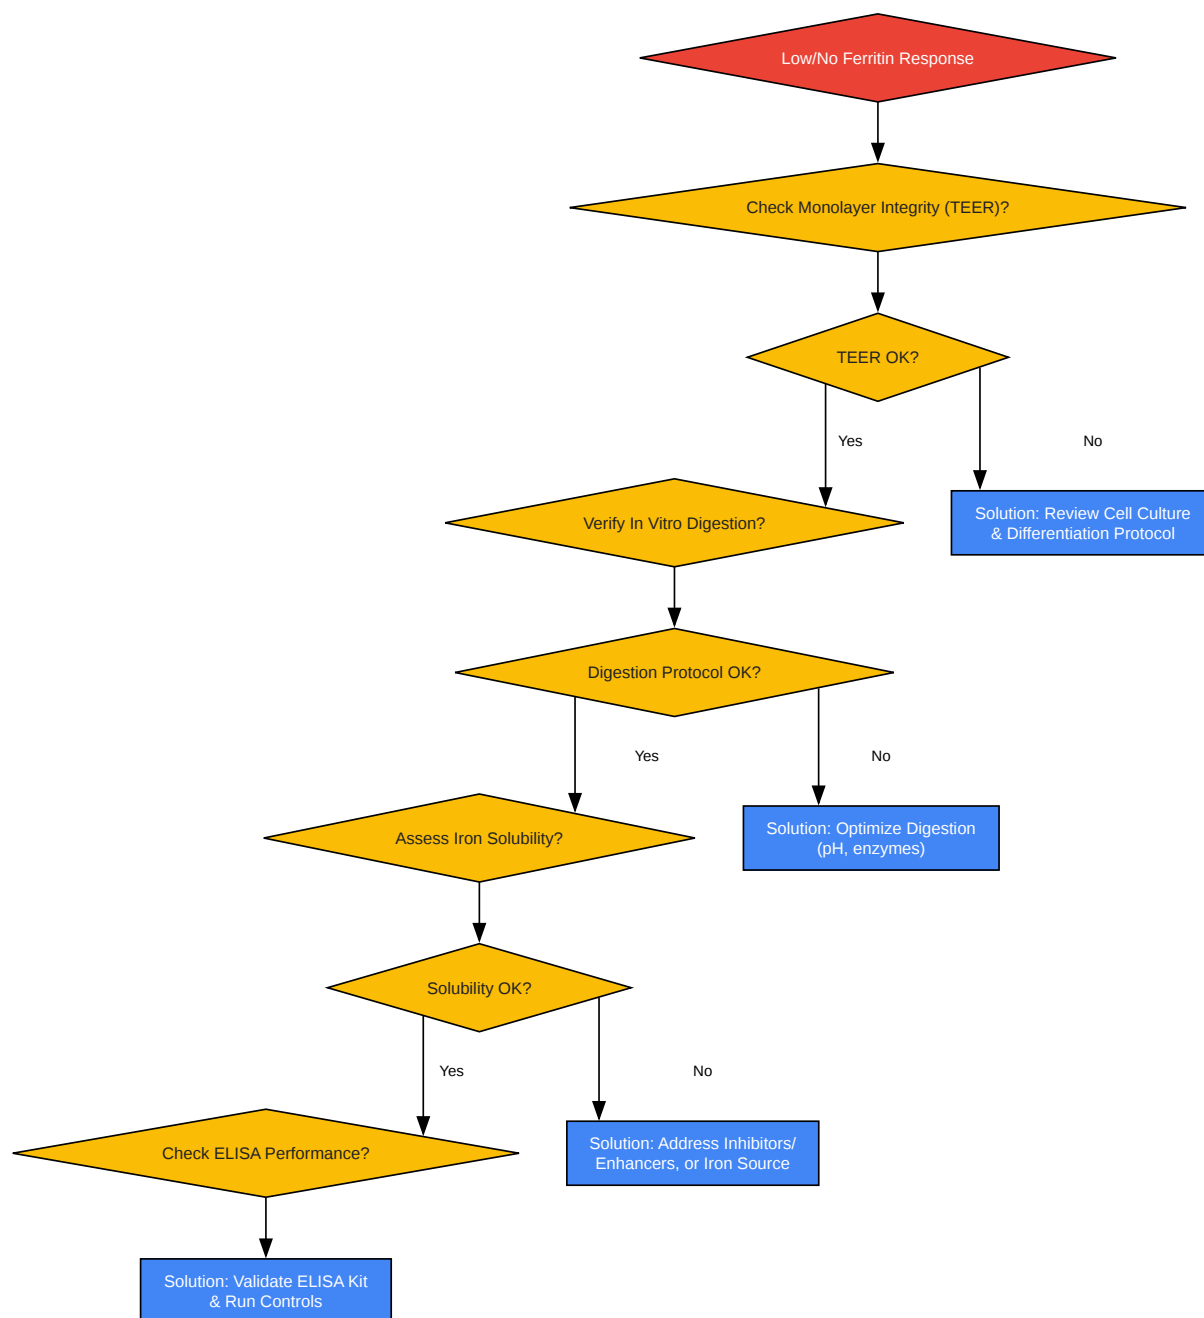 Low/No Ferritin Response
Check Monolayer Integrity (TEER)?
TEER OK?
Yes
No
Verify In Vitro Digestion?
Solution: Review Cell Culture
& Differentiation Protocol
Digestion Protocol OK?
Yes
No
Assess Iron Solubility?
Solution: Optimize Digestion
(pH, enzymes)
Solubility OK?
Yes
No
Check ELISA Performance?
Solution: Address Inhibitors/
Enhancers, or Iron Source
Solution: Validate ELISA Kit
& Run Controls